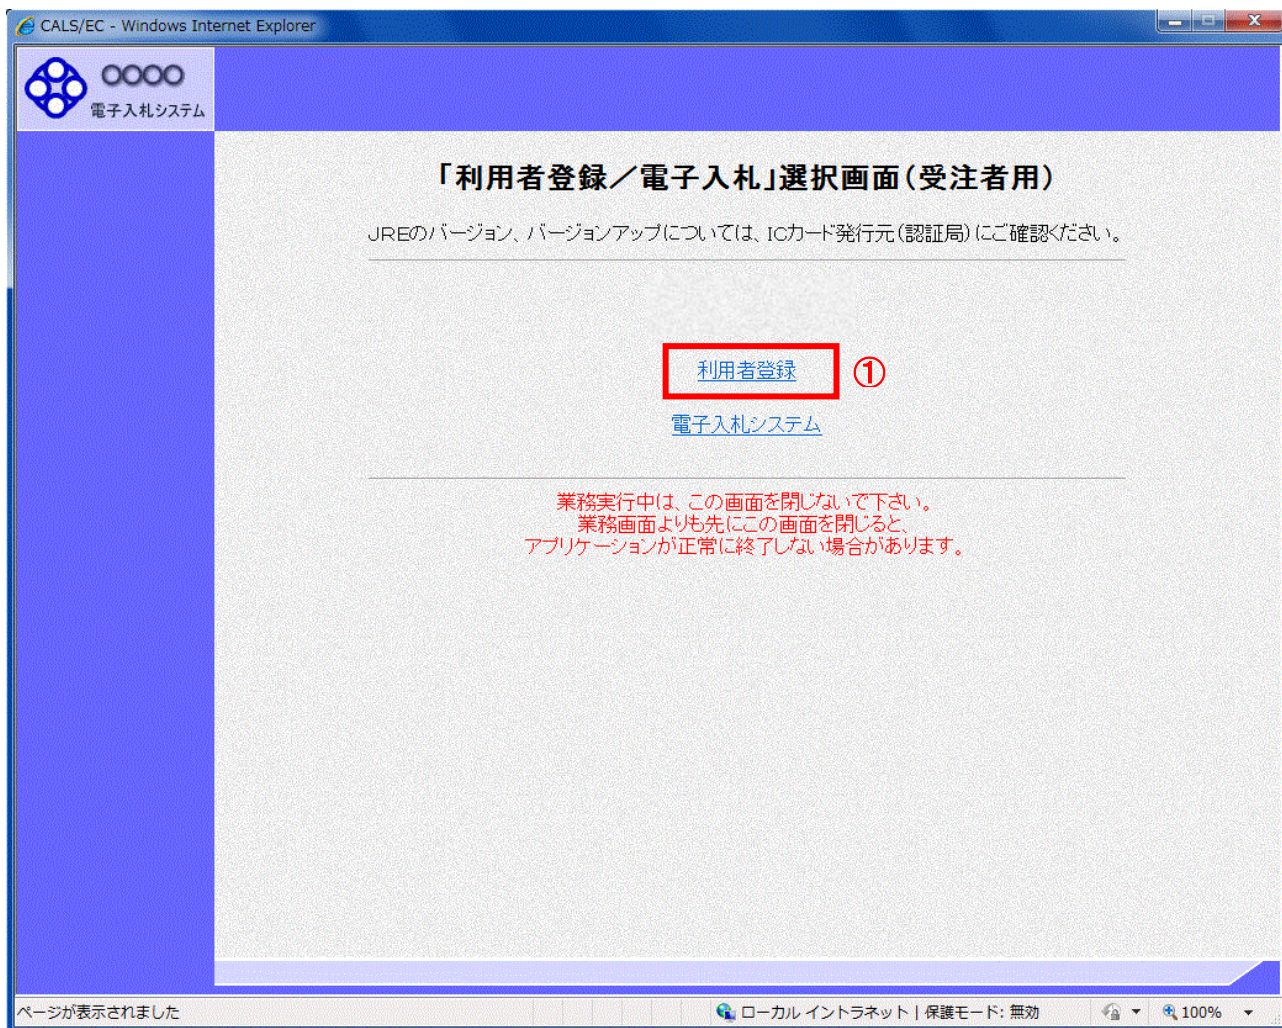 CALS/EC - Windows Internet Explorer
○○○○
電子入札システム
「利用者登録／電子入札」選択画面(受注者用)
JREのバージョン、バージョンアップについては、ICカード発行元(認証局)にご確認ください。
利用者登録 ①
電子入札システム
業務実行中は、この画面を閉じないで下さい。
業務画面よりも先にこの画面を閉じると、
アプリケーションが正常に終了しない場合があります。
ページが表示されました ローカル イントラネット | 保護モード: 無効 100%